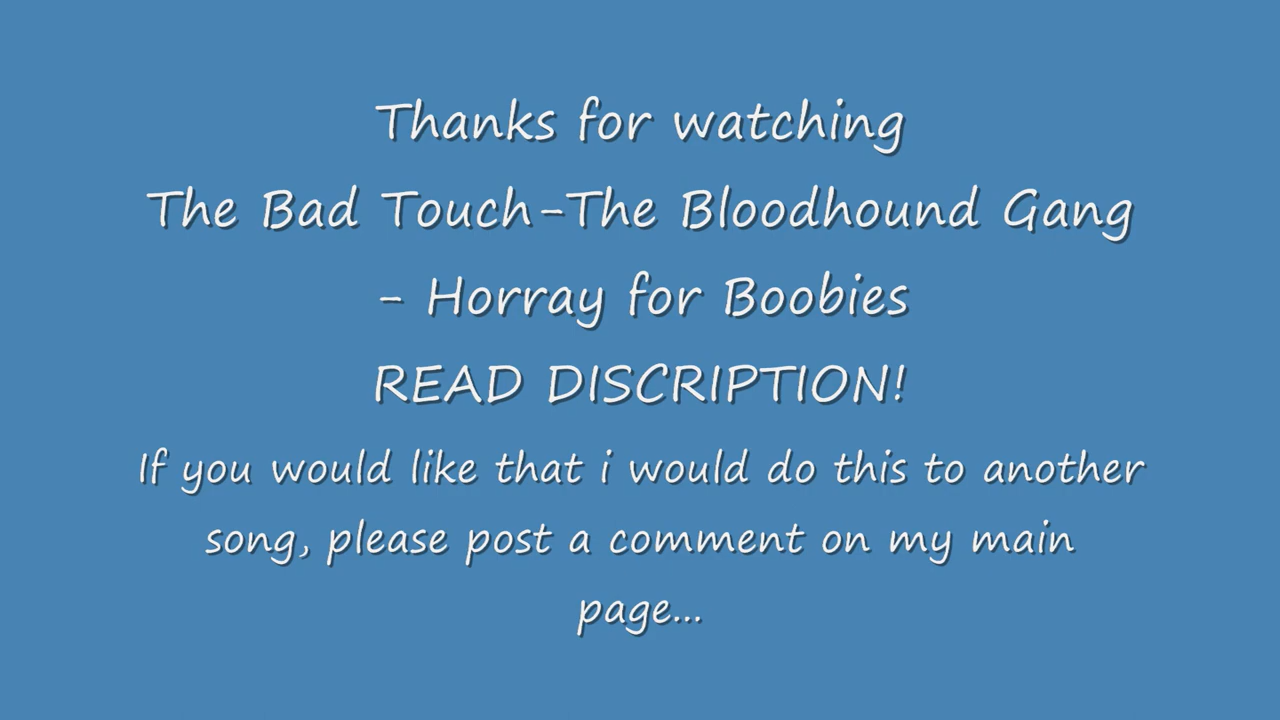 Thanks for watching
The Bad Touch-The Bloodhound Gang
- Horray for Boobies
READ DISCRIPTION!
If you would like that i would do this to another
song, please post a comment on my main
page...